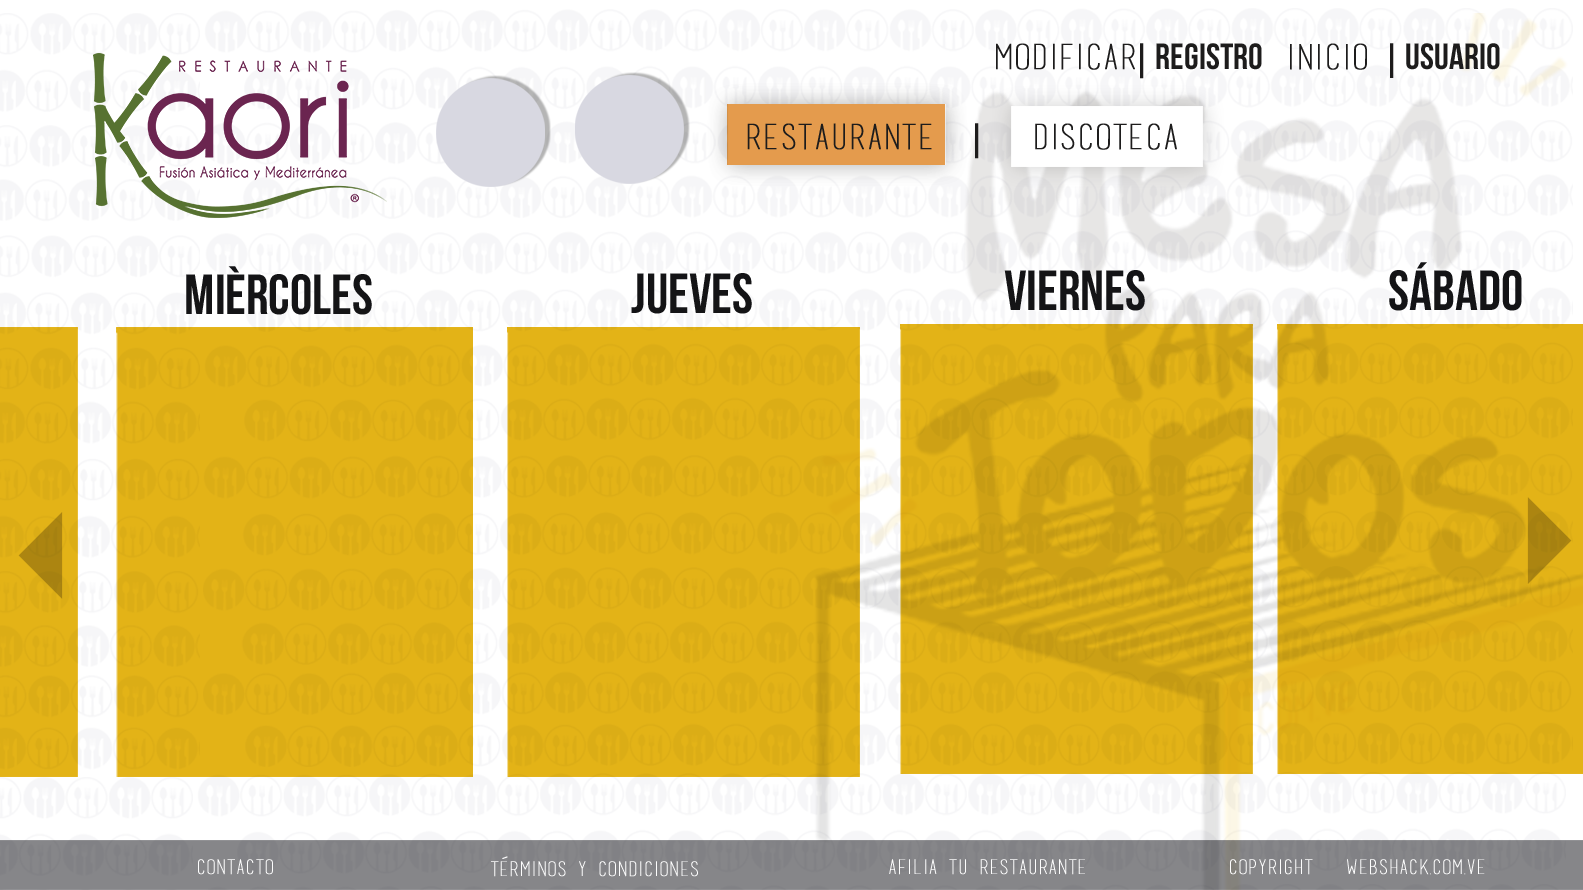 MODIFICAR | REGISTRO INICIO | USUARIO
RESTAURANTE
Kaori
Fusión Asiática y Mediterránea
®
RESTAURANTE | DISCOTECA
MESA
PARA
TODOS
MIÈRCOLES JUEVES VIERNES SÁBADO
CONTACTO TÉRMINOS Y CONDICIONES AFILIA TU RESTAURANTE COPYRIGHT WEBSHACK.COM.VE